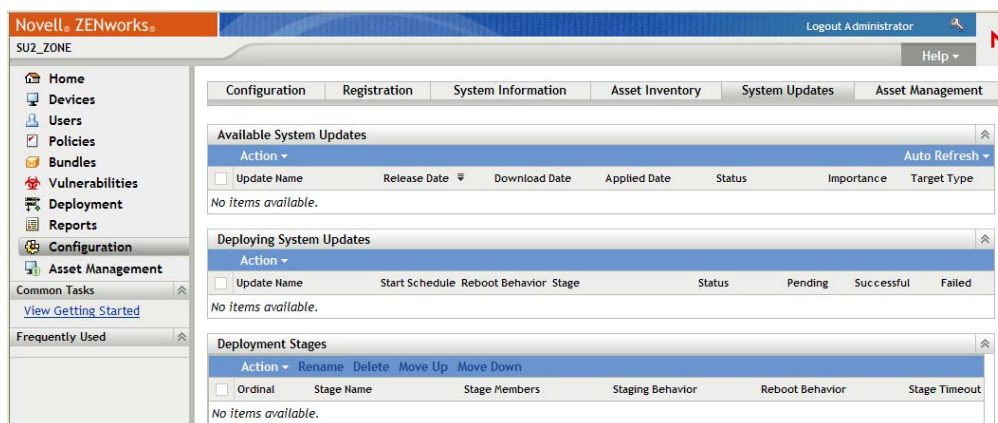 Novell® ZENworks®
Logout Administrator
SU2_ZONE
Help
Home
Devices
Users
Policies
Bundles
Vulnerabilities
Deployment
Reports
Configuration
Asset Management
Common Tasks
View Getting Started
Frequently Used
Configuration Registration System Information Asset Inventory System Updates Asset Management
Available System Updates
Action Auto Refresh
Update Name Release Date Download Date Applied Date Status Importance Target Type
No items available.
Deploying System Updates
Action
Update Name Start Schedule Reboot Behavior Stage Status Pending Successful Failed
No items available.
Deployment Stages
Action Rename Delete Move Up Move Down
Ordinal Stage Name Stage Members Staging Behavior Reboot Behavior Stage Timeout
No items available.